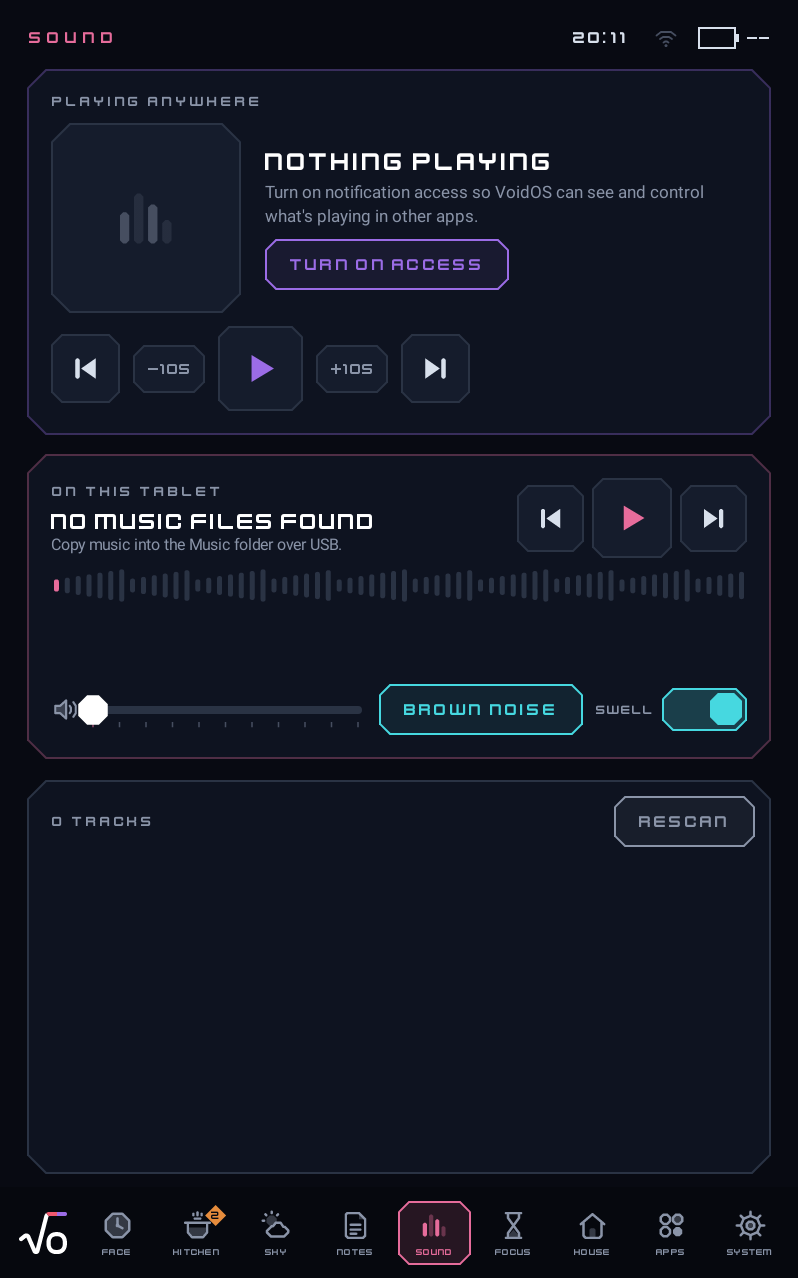 SOUND
20:11
--
PLAYING ANYWHERE
NOTHING PLAYING
Turn on notification access so VoidOS can see and control
what's playing in other apps.
TURN ON ACCESS
-10S
+10S
ON THIS TABLET
NO MUSIC FILES FOUND
Copy music into the Music folder over USB.
BROWN NOISE
SWELL
0 TRACKS
RESCAN
2
√o
FACE
KITCHEN
SKY
NOTES
SOUND
FOCUS
HOUSE
APPS
SYSTEM